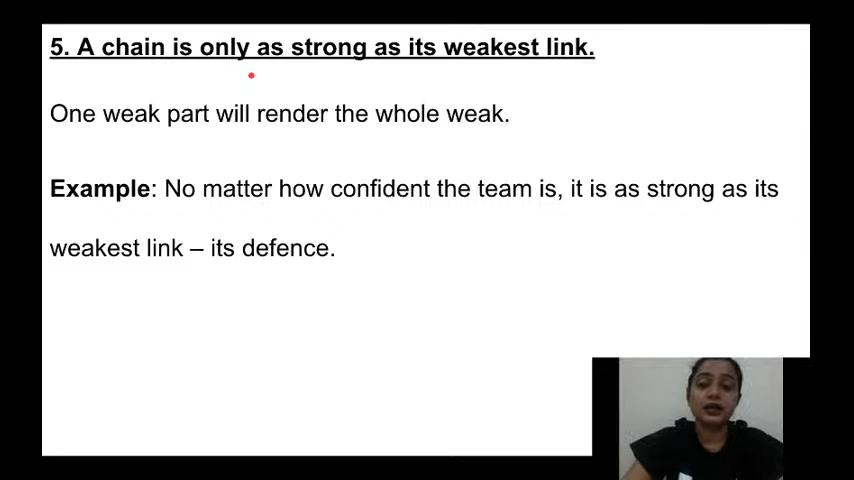 5. A chain is only as strong as its weakest link.
One weak part will render the whole weak.
Example: No matter how confident the team is, it is as strong as its
weakest link – its defence.